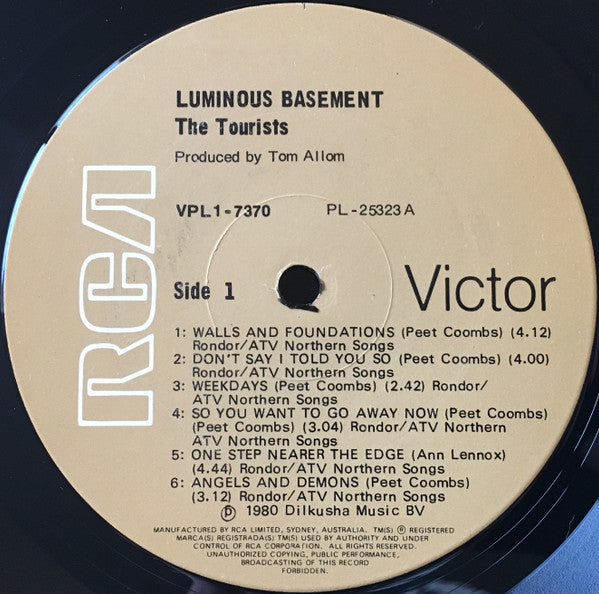 LUMINOUS BASEMENT
The Tourists
Produced by Tom Allom
VPL1-7370 PL-25323A
RCA
Side 1
Victor
1: WALLS AND FOUNDATIONS (Peet Coombs) (4.12)
Rondor/ATV Northern Songs
2: DON'T SAY I TOLD YOU SO (Peet Coombs) (4.00)
Rondor/ATV Northern Songs
3: WEEKDAYS (Peet Coombs) (2.42) Rondor/
ATV Northern Songs
4: SO YOU WANT TO GO AWAY NOW (Peet Coombs)
(Peet Coombs) (3.04) Rondor/ATV Northern
ATV Northern Songs
5: ONE STEP NEARER THE EDGE (Ann Lennox)
(4.44) Rondor/ATV Northern Songs
6: ANGELS AND DEMONS (Peet Coombs)
(3.12) Rondor/ATV Northern Songs
℗ 1980 Dilkusha Music BV
MANUFACTURED BY RCA LIMITED, SYDNEY, AUSTRALIA. TM(S) ® REGISTERED
MARCA(S) REGISTRADA(S) TM(S) USED BY AUTHORITY AND UNDER
CONTROL OF RCA CORPORATION. ALL RIGHTS RESERVED.
UNAUTHORIZED COPYING, PUBLIC PERFORMANCE,
BROADCASTING OF THIS RECORD
FORBIDDEN.